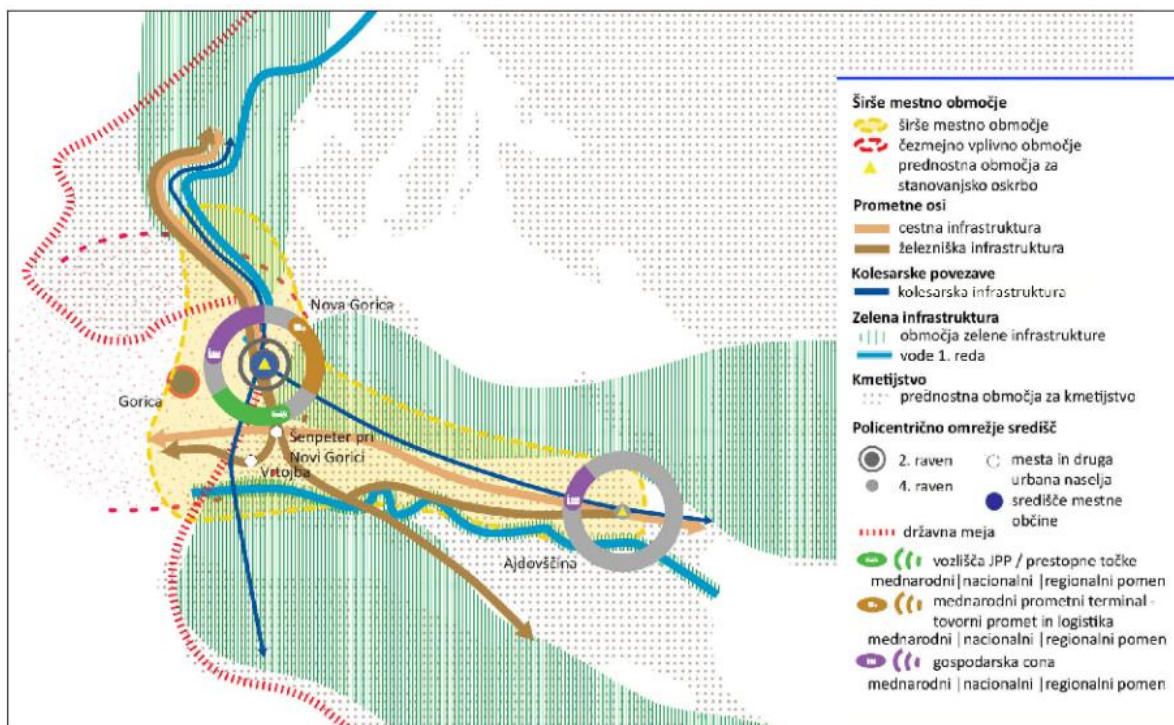 Nova Gorica
Gorica
Šenpeter pri
Novi Gorici
Vrtojba
Ajdovščina
Širše mestno območje
širše mestno območje
čezmejno vplivno območje
prednostna območja za
stanovanjsko oskrbo
Prometne osi
cestna infrastruktura
železniška infrastruktura
Kolesarske povezave
kolesarska infrastruktura
Zelena infrastruktura
območja zelene infrastrukture
vode 1. reda
Kmetijstvo
prednostna območja za kmetijstvo
Policentrično omrežje središč
2. raven
4. raven
mesta in druga
urbana naselja
središče mestne
občine
državna meja
vozlišča JPP / prestopne točke
mednarodni | nacionalni | regionalni pomen
mednarodni prometni terminal -
tovorni promet in logistika
mednarodni | nacionalni | regionalni pomen
gospodarska cona
mednarodni | nacionalni | regionalni pomen